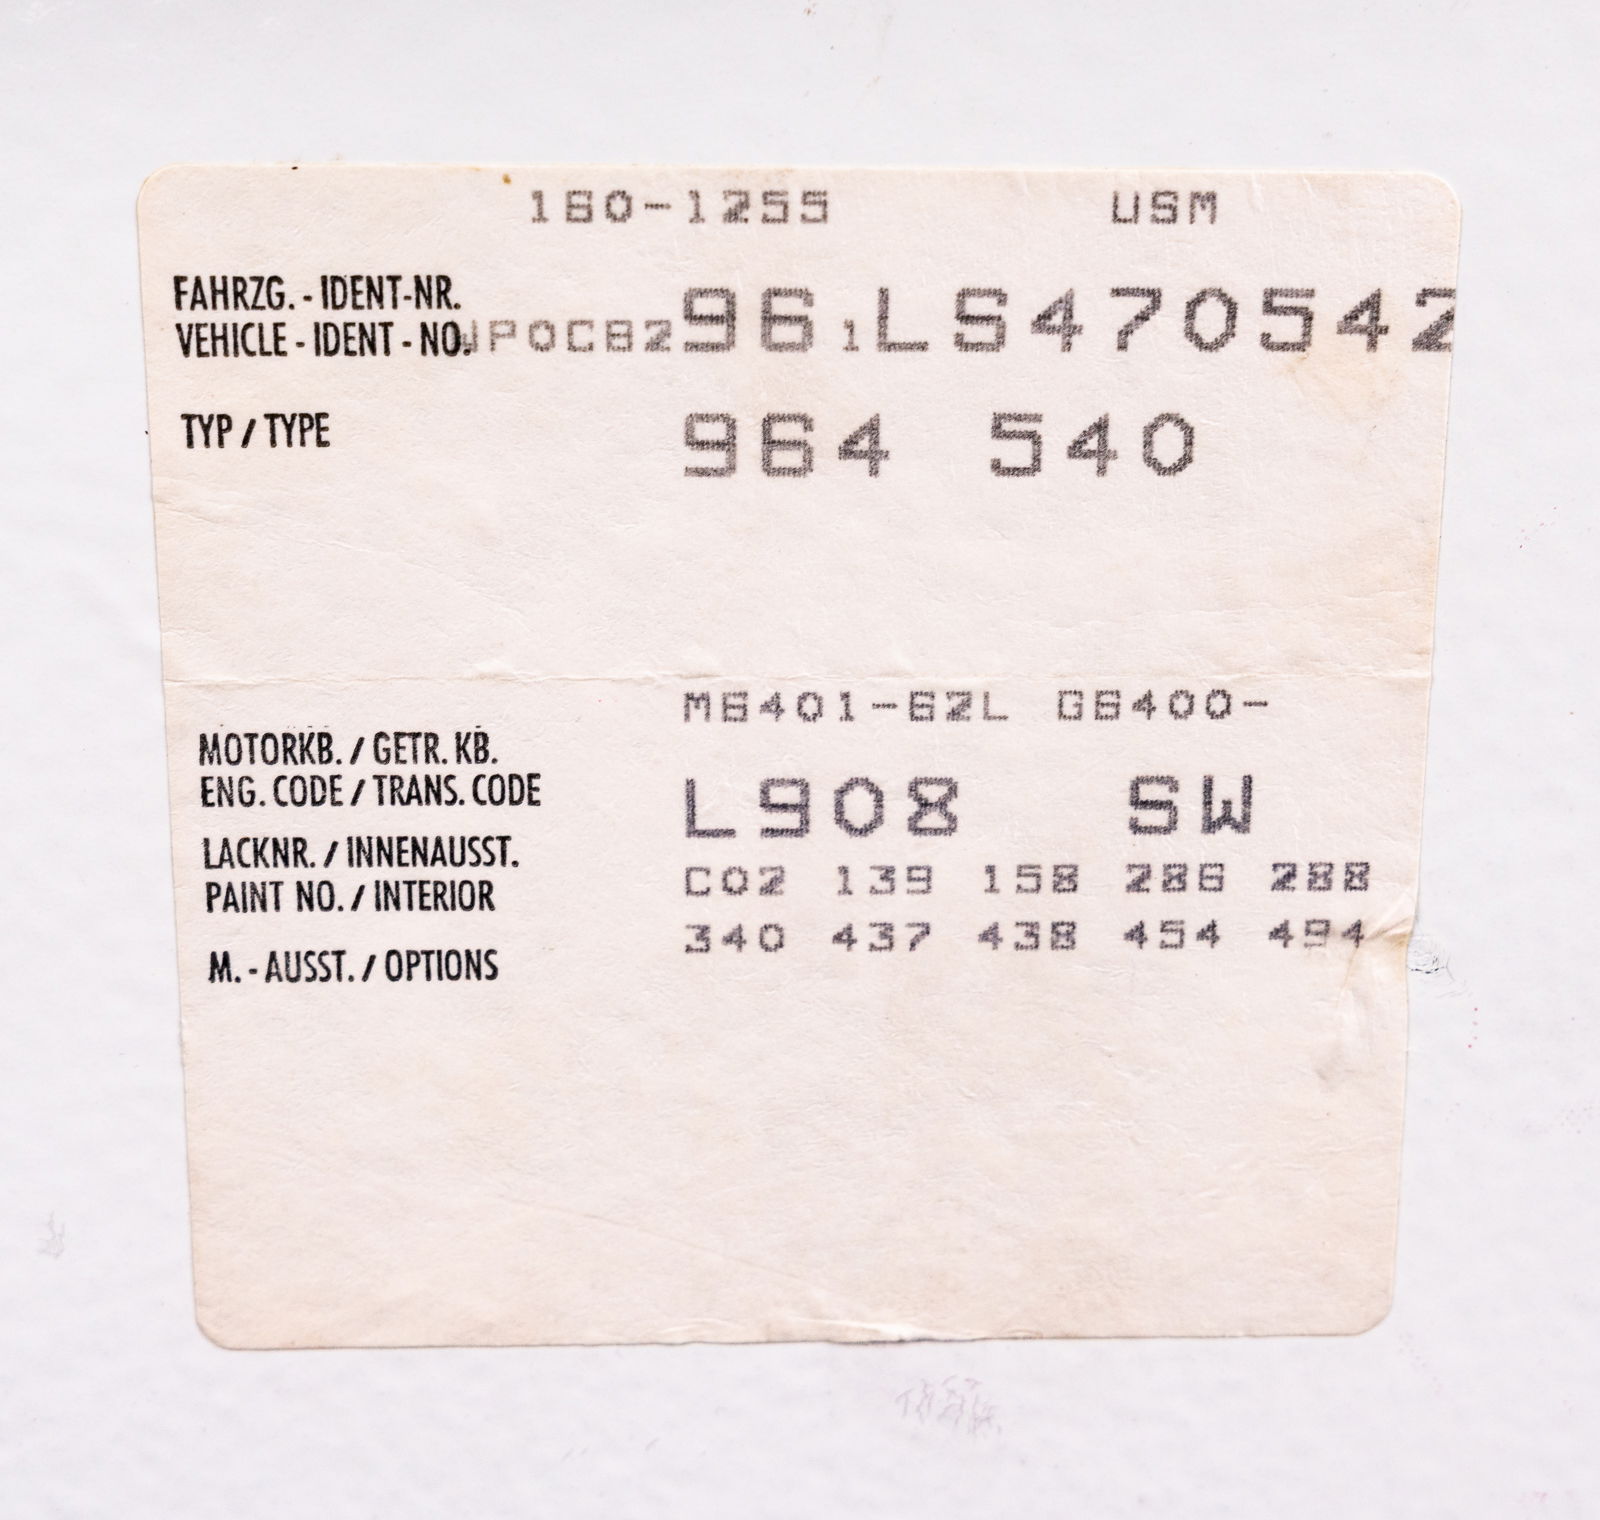 160-1255 USM
FAHRZG. - IDENT-NR.
VEHICLE - IDENT - NO. WP0CB2961LS470542
TYP / TYPE 964 540
M6401-62L G6400-
MOTORKB. / GETR. KB.
ENG. CODE / TRANS. CODE
L908 SW
LACKNR. / INNENAUSST.
PAINT NO. / INTERIOR
C02 139 158 286 288
340 437 438 454 494
M. - AUSST. / OPTIONS